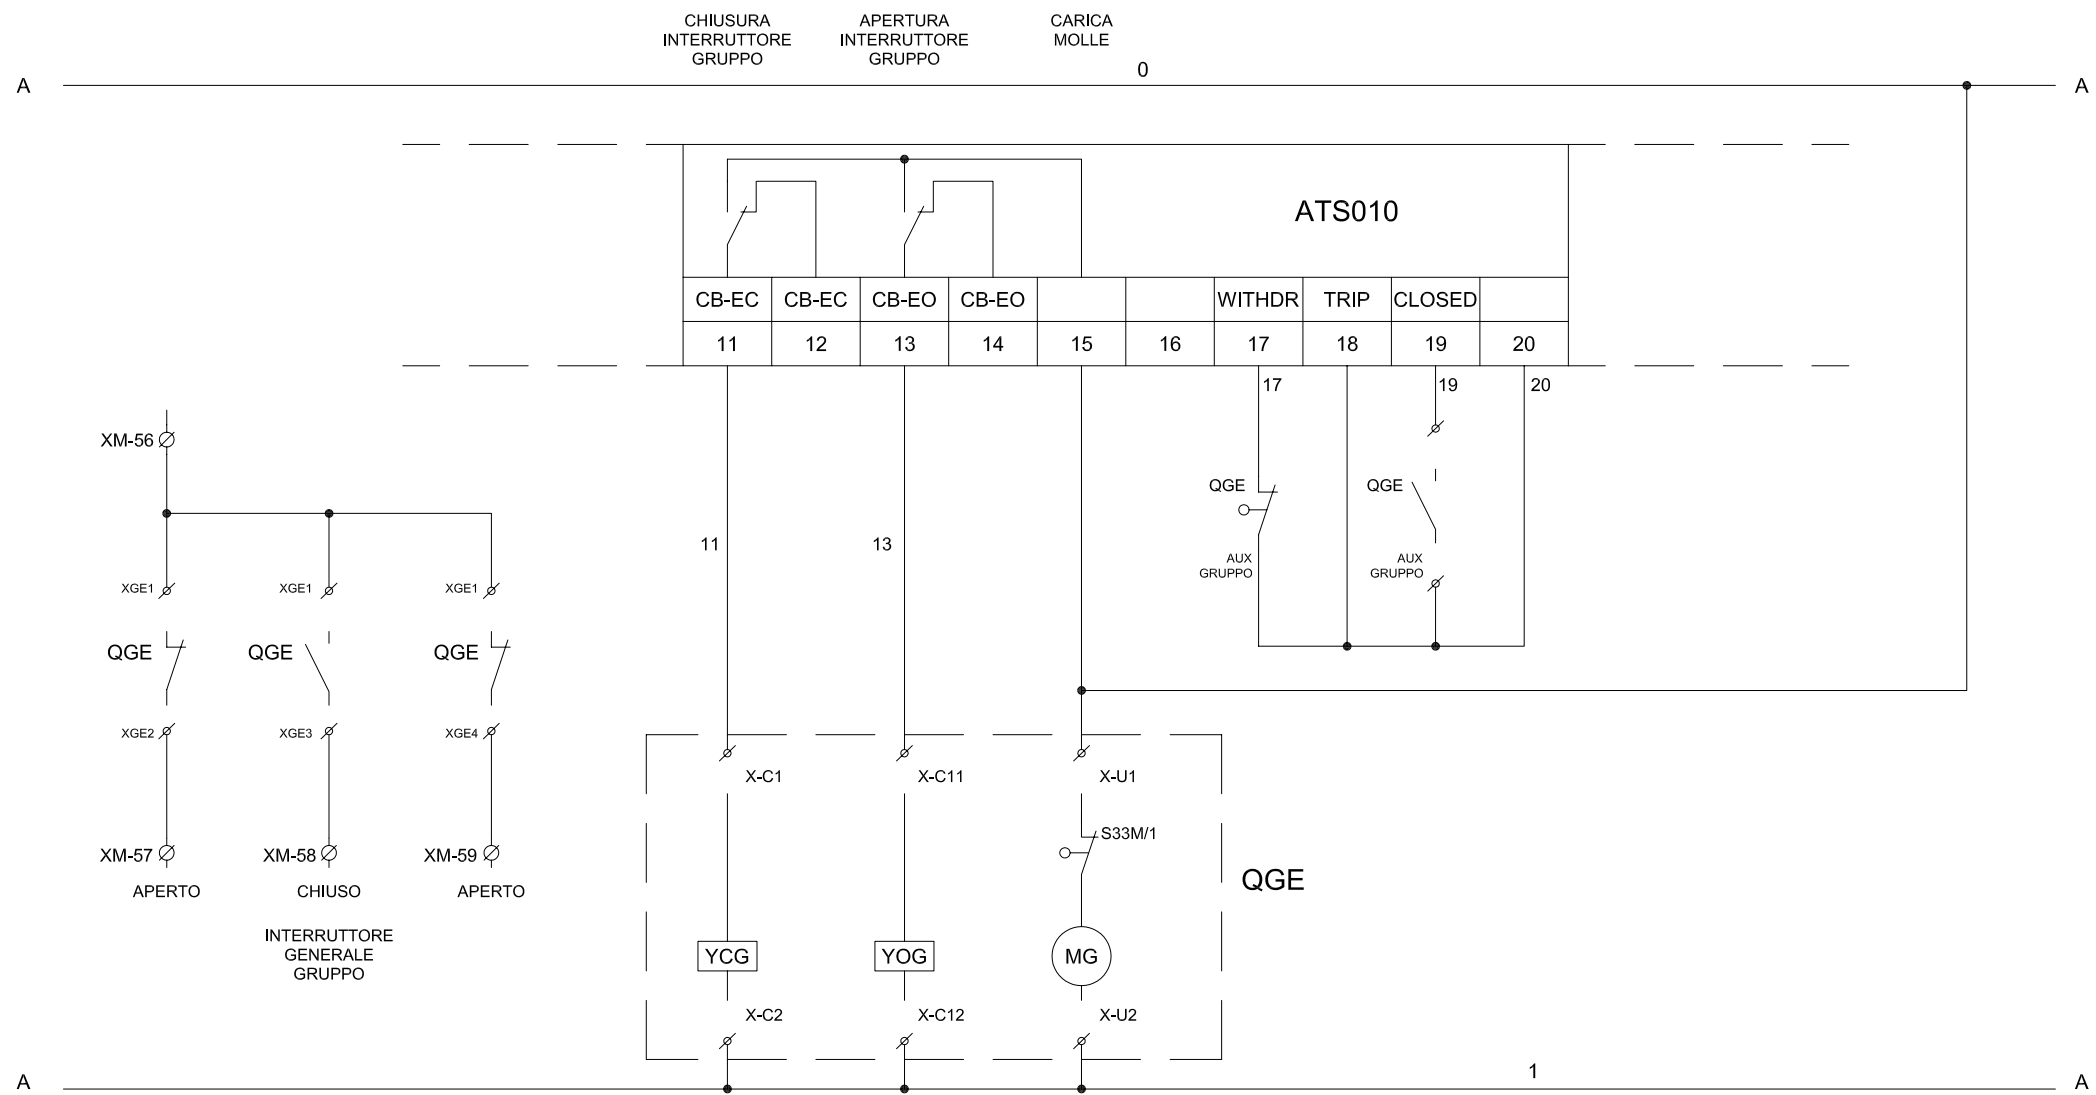 CHIUSURA
INTERRUTTORE
GRUPPO
APERTURA
INTERRUTTORE
GRUPPO
CARICA
MOLLE
0
A
A
ATS010
CB-EC
CB-EC
CB-EO
CB-EO
WITHDR
TRIP
CLOSED
11
12
13
14
15
16
17
18
19
20
17
19
20
XM-56
QGE
QGE
11
13
AUX
GRUPPO
AUX
GRUPPO
XGE1
XGE1
XGE1
QGE
QGE
QGE
XGE2
XGE3
XGE4
X-C1
X-C11
X-U1
S33M/1
XM-57
XM-58
XM-59
APERTO
CHIUSO
APERTO
QGE
INTERRUTTORE
GENERALE
GRUPPO
YCG
YOG
MG
X-C2
X-C12
X-U2
1
A
A